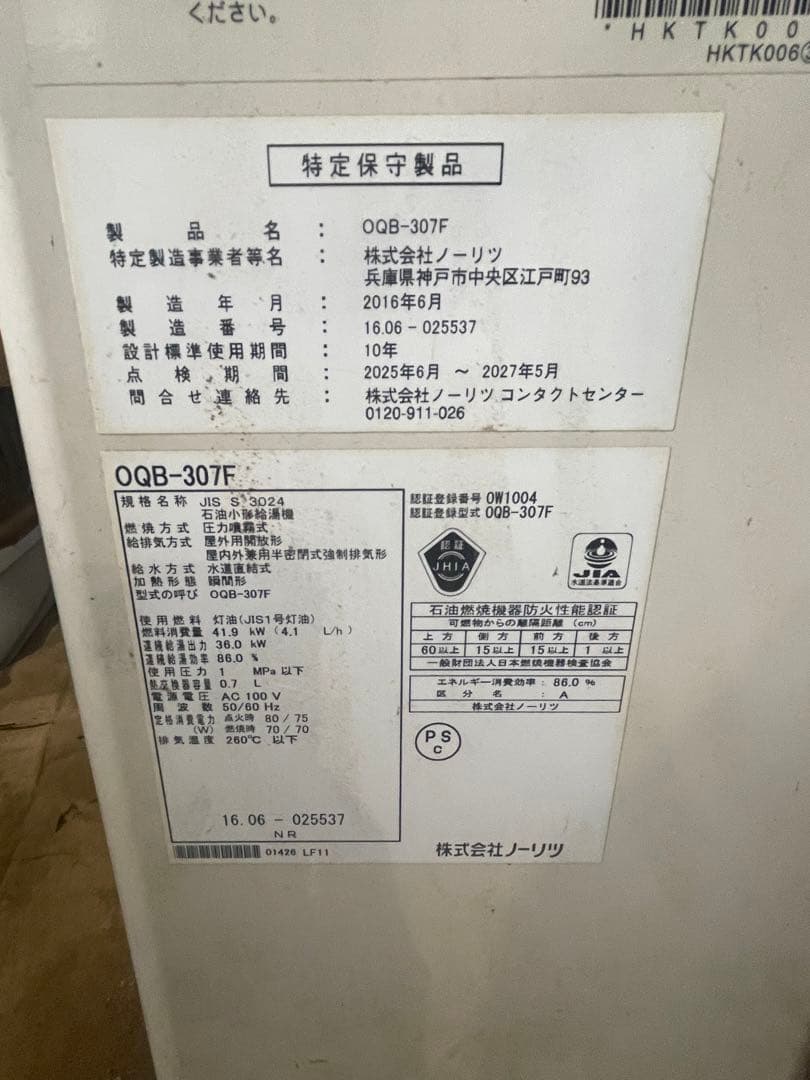 ください。
*HKTK00
HKTK006
特定保守製品
製品名 : OQB-307F
特定製造事業者等名 : 株式会社ノーリツ
兵庫県神戸市中央区江戸町93
製造年月 : 2016年6月
製造番号 : 16.06-025537
設計標準使用期間 : 10年
点検期間 : 2025年6月 ～ 2027年5月
問合せ連絡先 : 株式会社ノーリツ コンタクトセンター
0120-911-026
OQB-307F
規格名称 JIS S 3024
石油小形給湯機
燃焼方式 圧力噴霧式
給排気方式 屋外用開放形
屋内外兼用半密閉式強制排気形
給水方式 水道直結式
加熱形態 瞬間形
型式の呼び OQB-307F
使用燃料 灯油(JIS1号灯油)
燃料消費量 41.9 kW (4.1 L/h)
連続給湯出力 36.0 kW
連続給湯効率 86.0 %
使用圧力 1 MPa 以下
熱交換器容量 0.7 L
電源電圧 AC 100 V
周波数 50/60 Hz
定格消費電力 点火時 80/75
(W) 燃焼時 70/70
排気温度 260℃ 以下
16.06-025537
NR
01426 LF11
認証登録番号 OW1004
認証登録型式 OQB-307F
認証
JHIA
JIA
水道法基準適合
石油燃焼機器防火性能認証
可燃物からの離隔距離 (cm)
上方 側方 前方 後方
60以上 15以上 15以上 1以上
一般財団法人日本燃焼機器検査協会
エネルギー消費効率 : 86.0 %
区分名 : A
株式会社ノーリツ
PS
C
株式会社ノーリツ